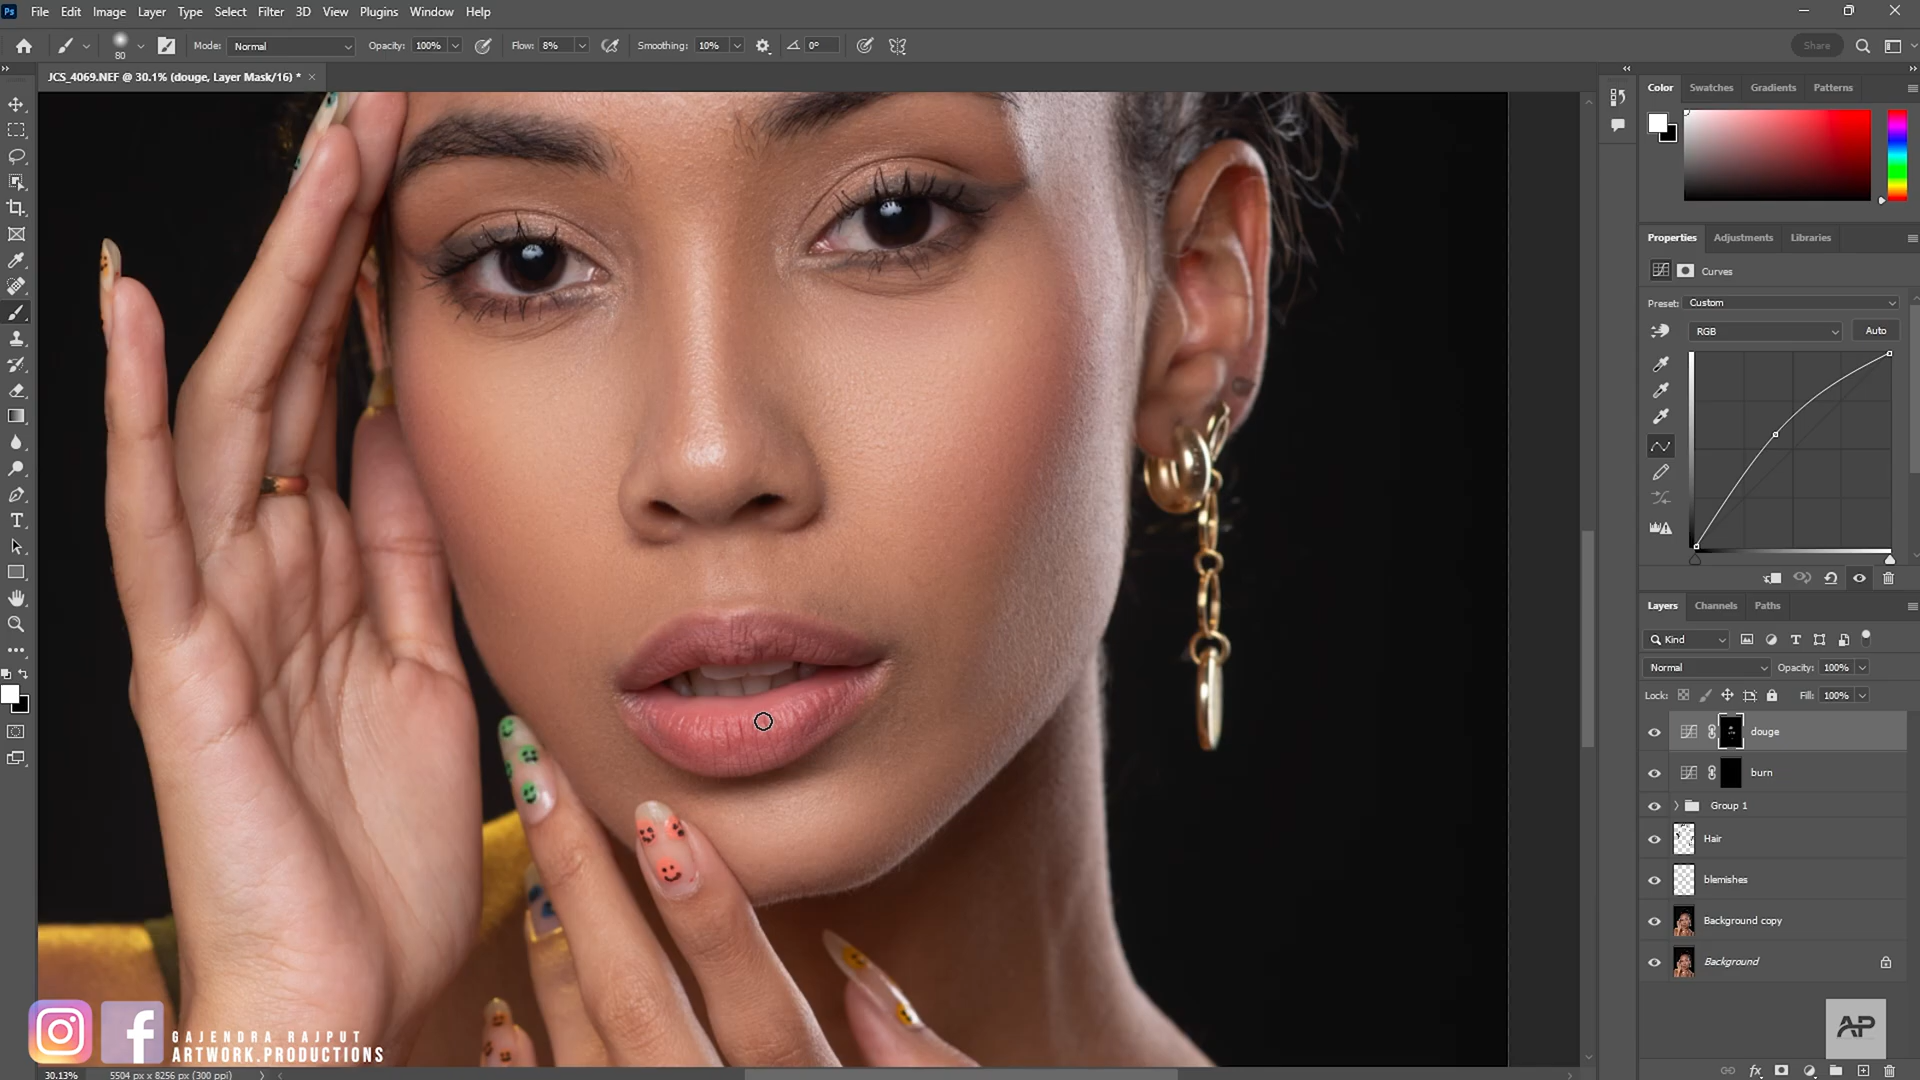 Ps File Edit Image Layer Type Select Filter 3D View Plugins Window Help
80 Mode: Normal Opacity: 100% Flow: 8% Smoothing: 10% 0° Share
JCS_4069.NEF @ 30.1% (douge, Layer Mask/16) * ×
Color Swatches Gradients Patterns
Properties Adjustments Libraries
Curves
Preset: Custom
RGB Auto
Layers Channels Paths
Kind
Normal Opacity: 100%
Lock: Fill: 100%
douge
burn
Group 1
Hair
blemishes
Background copy
Background
GAJENDRA RAJPUT
ARTWORK.PRODUCTIONS
AP
fx
30.13% 5504 px x 8256 px (300 ppi)